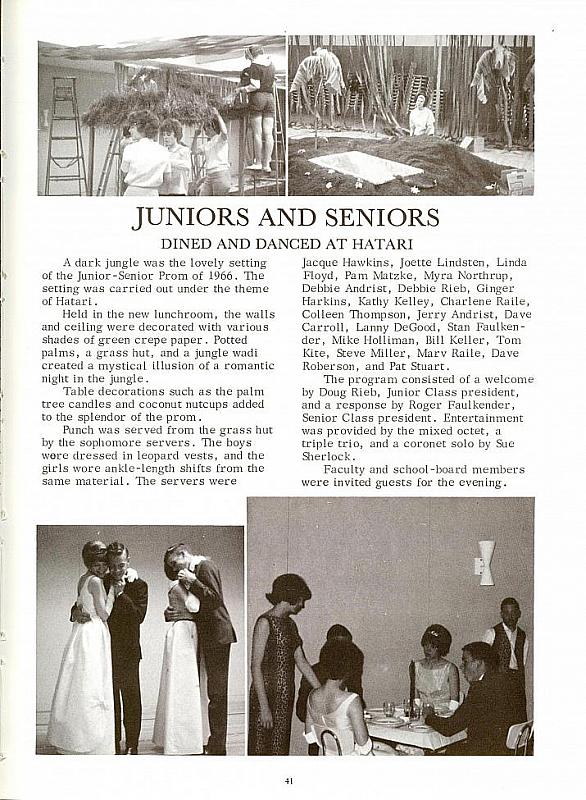 JUNIORS AND SENIORS
DINED AND DANCED AT HATARI
A dark jungle was the lovely setting
of the Junior-Senior Prom of 1966. The
setting was carried out under the theme
of Hatari.
Held in the new lunchroom, the walls
and ceiling were decorated with various
shades of green crepe paper. Potted
palms, a grass hut, and a jungle wadi
created a mystical illusion of a romantic
night in the jungle.
Table decorations such as the palm
tree candles and coconut nutcups added
to the splendor of the prom.
Punch was served from the grass hut
by the sophomore servers. The boys
were dressed in leopard vests, and the
girls wore ankle-length shifts from the
same material. The servers were
Jacque Hawkins, Joette Lindsten, Linda
Floyd, Pam Matzke, Myra Northrup,
Debbie Andrist, Debbie Rieb, Ginger
Harkins, Kathy Kelley, Charlene Raile,
Colleen Thompson, Jerry Andrist, Dave
Carroll, Lanny DeGood, Stan Faulken-
der, Mike Holliman, Bill Keller, Tom
Kite, Steve Miller, Marv Raile, Dave
Roberson, and Pat Stuart.
The program consisted of a welcome
by Doug Rieb, Junior Class president,
and a response by Roger Faulkender,
Senior Class president. Entertainment
was provided by the mixed octet, a
triple trio, and a coronet solo by Sue
Sherlock.
Faculty and school-board members
were invited guests for the evening.
41